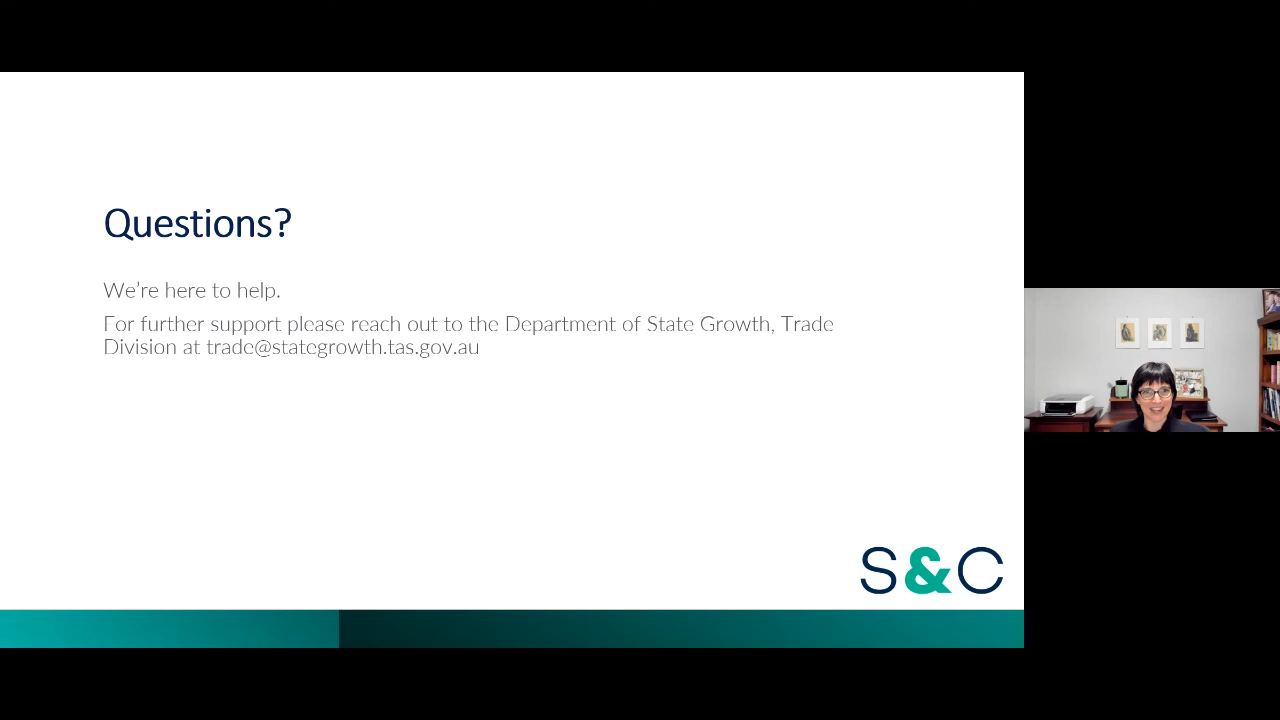 Questions?
We're here to help.
For further support please reach out to the Department of State Growth, Trade
Division at trade@stategrowth.tas.gov.au
S&C